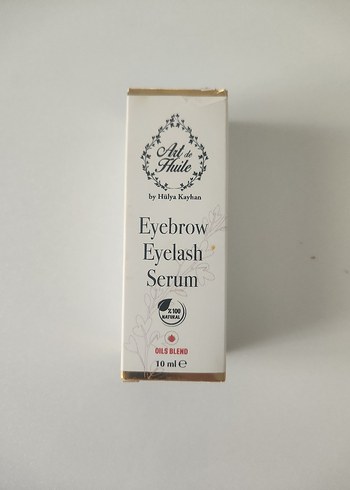 Art de
Huile
by Hülya Kayhan
Eyebrow
Eyelash
Serum
%100
NATURAL
OILS BLEND
10 ml ℮